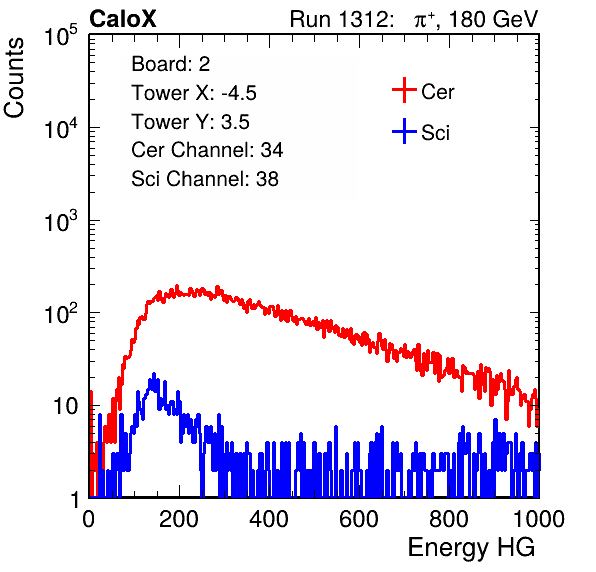 CaloX Run 1312: π⁺, 180 GeV
Counts
10⁵
10⁴
10³
10²
10
1
Board: 2
Tower X: -4.5
Tower Y: 3.5
Cer Channel: 34
Sci Channel: 38
Cer
Sci
0 200 400 600 800 1000
Energy HG